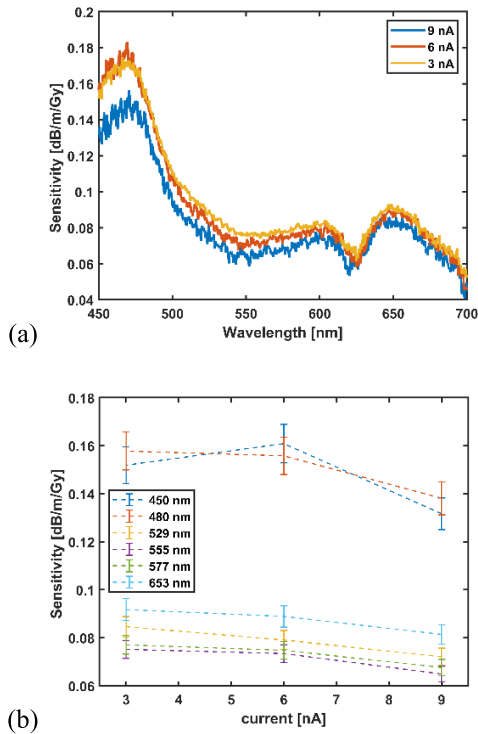 0.2
0.18
0.16
0.14
0.12
0.1
0.08
0.06
0.04
Sensitivity [dB/m/Gy]
9 nA
6 nA
3 nA
450 500 550 600 650 700
Wavelength [nm]
(a)
0.18
0.16
0.14
0.12
0.1
0.08
0.06
Sensitivity [dB/m/Gy]
450 nm
480 nm
529 nm
555 nm
577 nm
653 nm
3 4 5 6 7 8 9
current [nA]
(b)